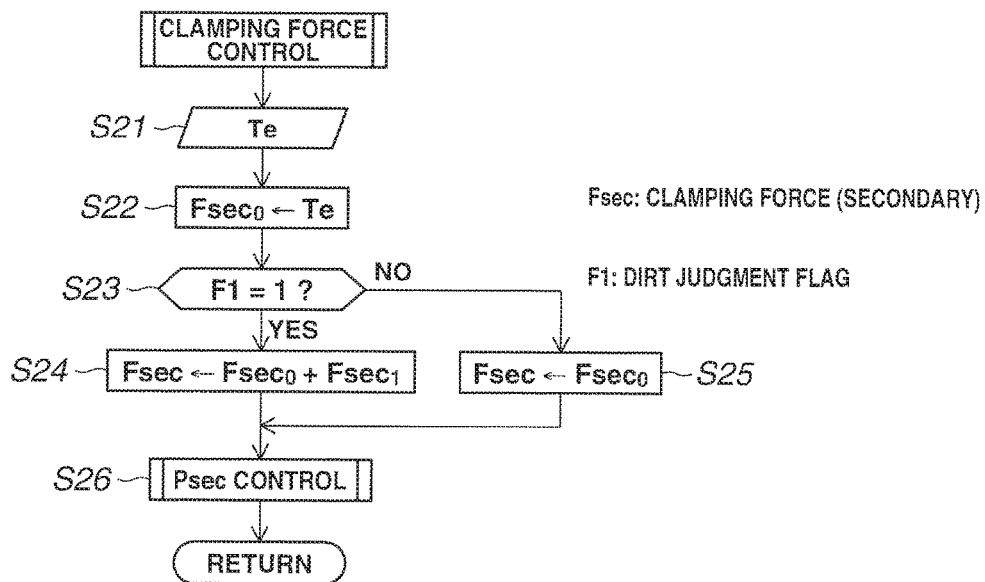 CLAMPING FORCE
CONTROL
S21
Te
S22
Fsec₀ ← Te
Fsec: CLAMPING FORCE (SECONDARY)
S23
F1 = 1 ?
NO
F1: DIRT JUDGMENT FLAG
YES
S24
Fsec ← Fsec₀ + Fsec₁
Fsec ← Fsec₀
S25
S26
Psec CONTROL
RETURN